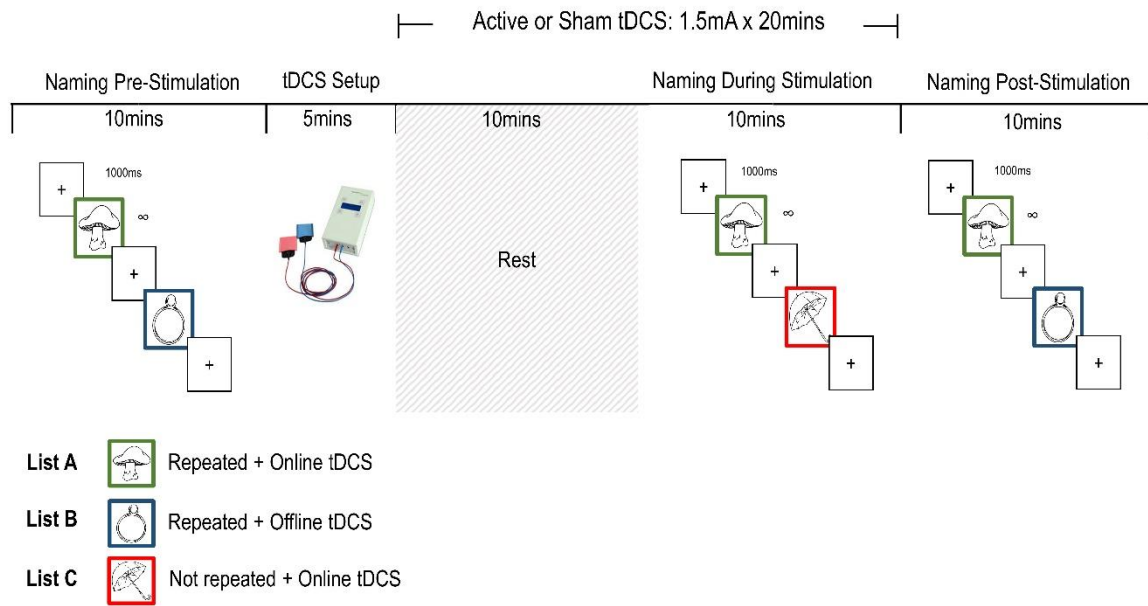 Active or Sham tDCS: 1.5mA x 20mins
Naming Pre-Stimulation tDCS Setup Naming During Stimulation Naming Post-Stimulation
10mins 5mins 10mins 10mins 10mins
1000ms 1000ms 1000ms
∞ ∞ ∞
Rest
List A Repeated + Online tDCS
List B Repeated + Offline tDCS
List C Not repeated + Online tDCS